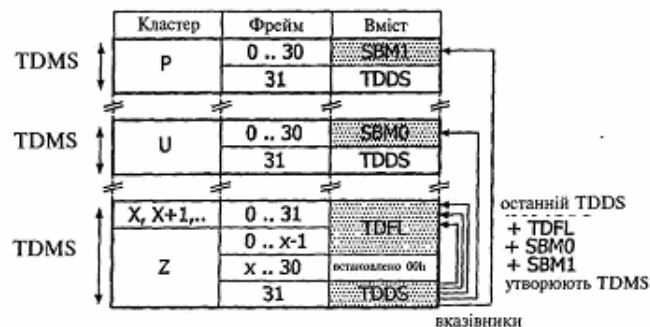 Кластер Фрейм Вміст
TDMS P 0 .. 30 SBM1
31 TDDS
TDMS U 0 .. 30 SBM0
31 TDDS
TDMS X, X+1,.. 0 .. 31 TDFL
Z 0 .. x-1
x .. 30 встановлено 00h
31 TDDS
останній TDDS
+ TDFL
+ SBM0
+ SBM1
утворюють TDMS
вказівники